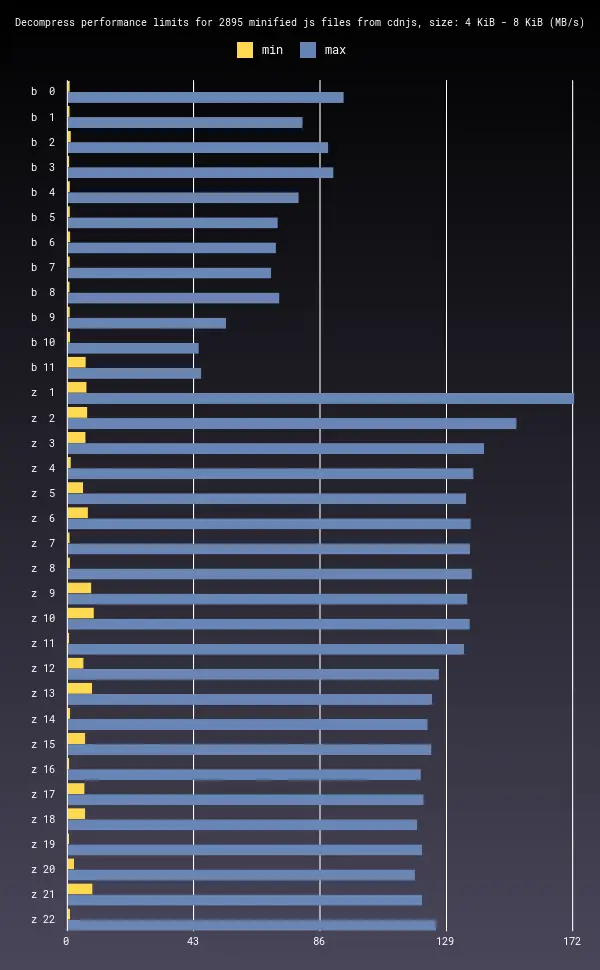 Decompress performance limits for 2895 minified js files from cdnjs, size: 4 KiB - 8 KiB (MB/s)
min max
b 0
b 1
b 2
b 3
b 4
b 5
b 6
b 7
b 8
b 9
b 10
b 11
z 1
z 2
z 3
z 4
z 5
z 6
z 7
z 8
z 9
z 10
z 11
z 12
z 13
z 14
z 15
z 16
z 17
z 18
z 19
z 20
z 21
z 22
0 43 86 129 172